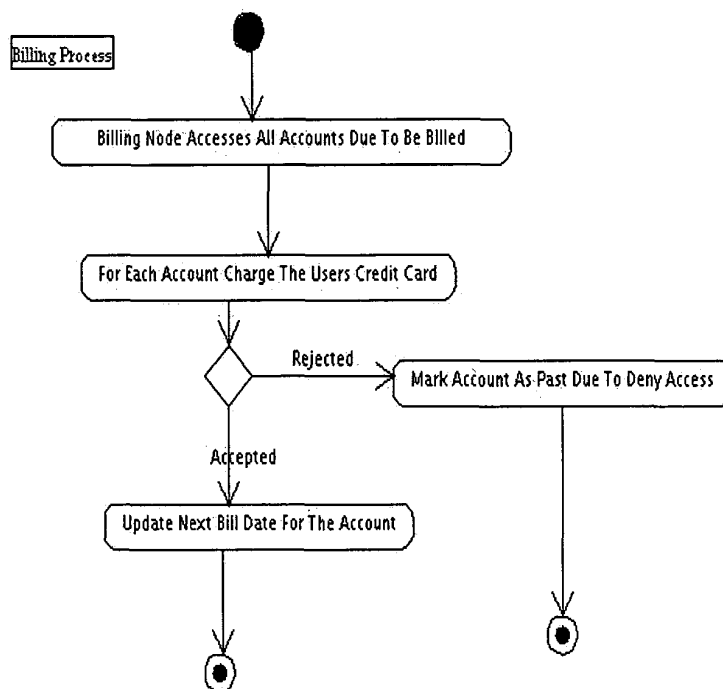 Billing Process
Billing Node Accesses All Accounts Due To Be BIlled
For Each Account Charge The Users Credit Card
Rejected
Mark Account As Past Due To Deny Access
Accepted
Update Next Bill Date For The Account